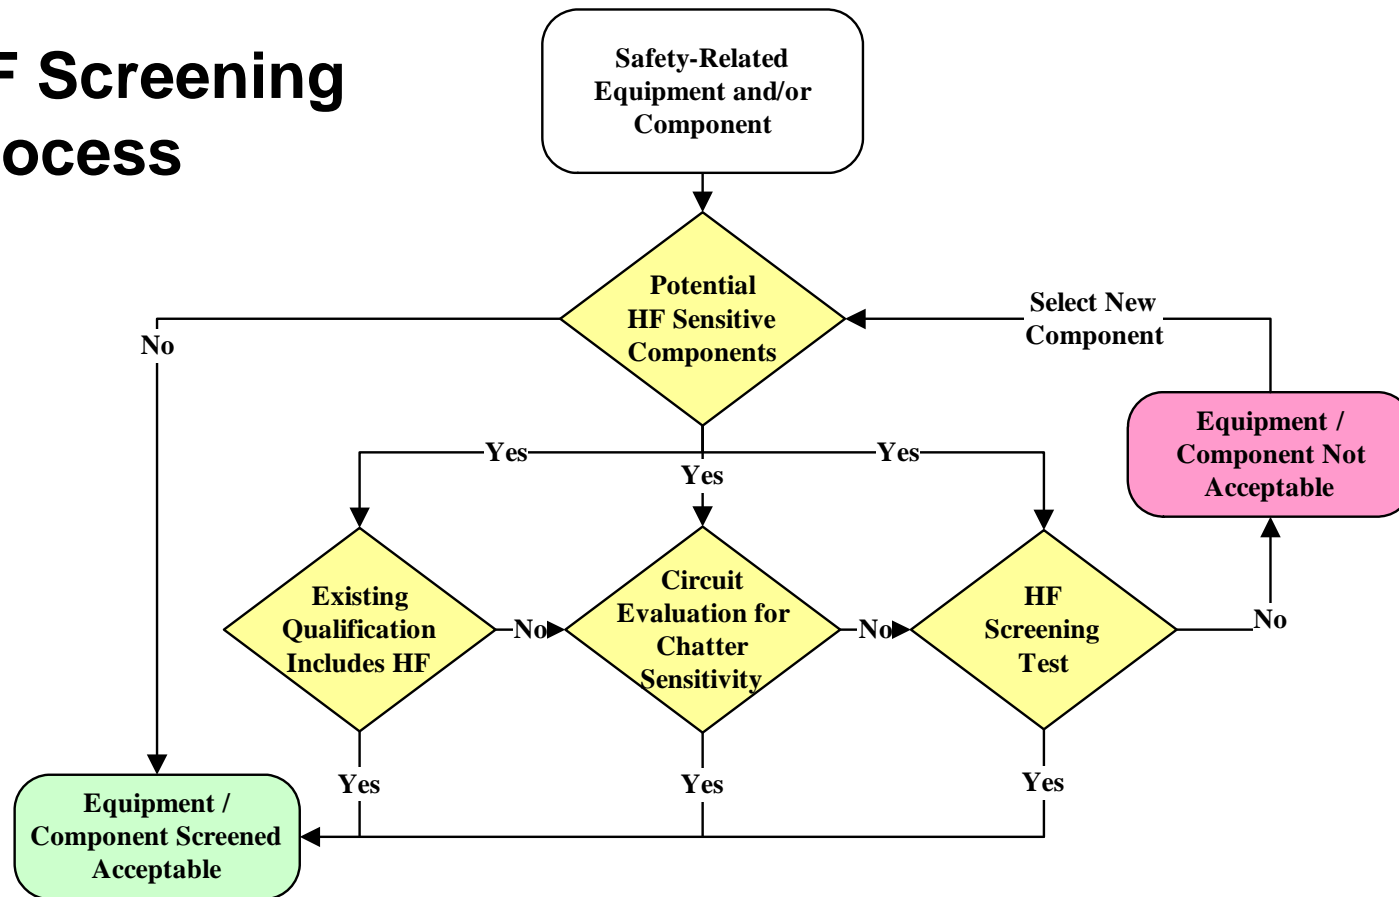 F Screening
ocess
Safety-Related
Equipment and/or
Component
Potential
HF Sensitive
Components
No
Select New
Component
Equipment /
Component Not
Acceptable
Yes
Yes
Yes
Existing
Qualification
Includes HF
No
Circuit
Evaluation for
Chatter
Sensitivity
No
HF
Screening
Test
No
Yes
Yes
Yes
Equipment /
Component Screened
Acceptable